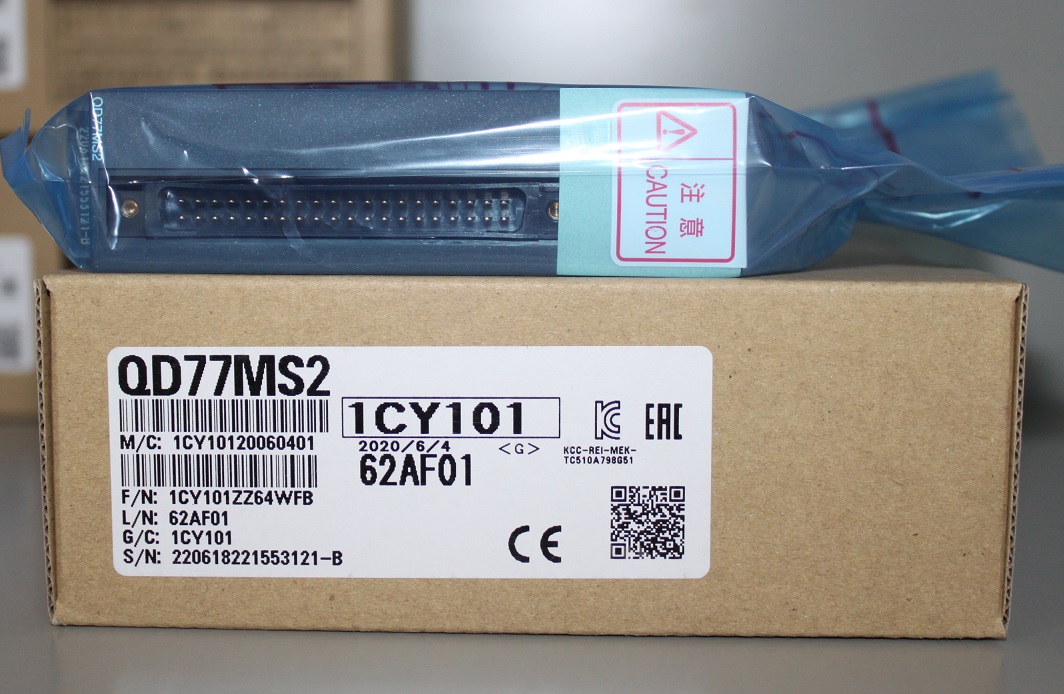 QD77MS2
注意
CAUTION
QD77MS2
1CY101
M/C: 1CY10120060401
2020/6/4 <G>
62AF01
KCC-REI-MEK-
TC510A798G51
EAC
F/N: 1CY101ZZ64WFB
L/N: 62AF01
G/C: 1CY101
S/N: 220618221553121-B
CE